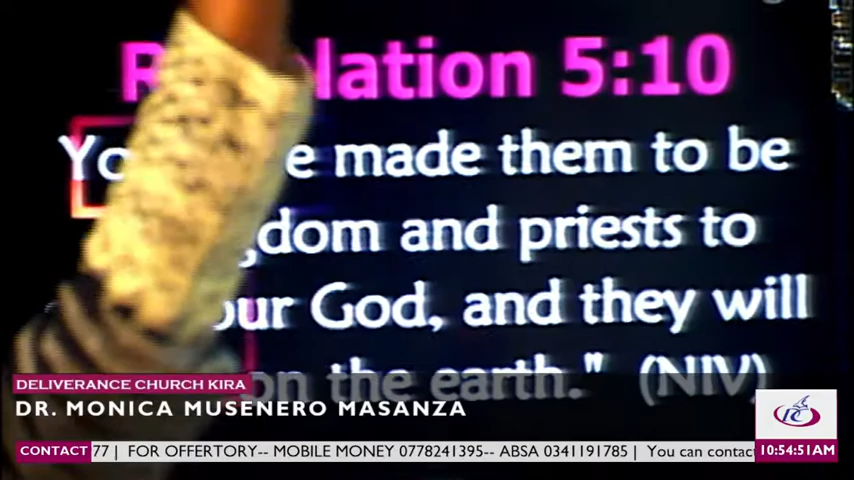 lation 5:10
e made them to be
gdom and priests to
our God, and they will
on the earth." (NIV)
DELIVERANCE CHURCH KIRA
DR. MONICA MUSENERO MASANZA
CONTACT 77 | FOR OFFERTORY-- MOBILE MONEY 0778241395-- ABSA 0341191785 | You can contac 10:54:51AM